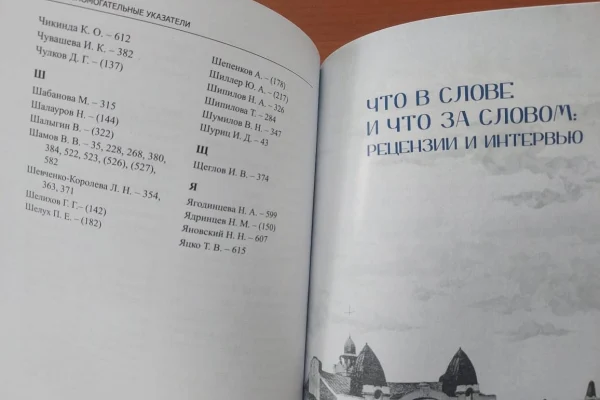 ПОМОГАТЕЛЬНЫЕ УКАЗАТЕЛИ
Чикинда К. О. – 612
Чувашева И. К. – 382
Чулков Д. Г. – (137)
Ш
Шабанова М. – 315
Шалауров Н. – (144)
Шалыгин В. – (322)
Шамов В. В. – 35, 228, 268, 380,
384, 522, 523, (526), (527),
582
Шевченко-Королева Л. Н. – 354,
363, 371
Шелихов Г. Г.– (142)
Шелух П. Е. – (182)
Шепенков А. – (178)
Шиллер Ю. А. – (217)
Шипилов Н. А. – 326
Шипилова Т. – 284
Шумилов В. Н. – 347
Шуриц И. Д. – 43
Щ
Щеглов И. В. – 374
Я
Ягодинцева Н. А. – 599
Ядринцев Н. М. – (150)
Яновский Н. Н. – 607
Яцко Т. В. – 615
ЧТО В СЛОВЕ
И ЧТО ЗА СЛОВОМ:
РЕЦЕНЗИИ И ИНТЕРВЬЮ